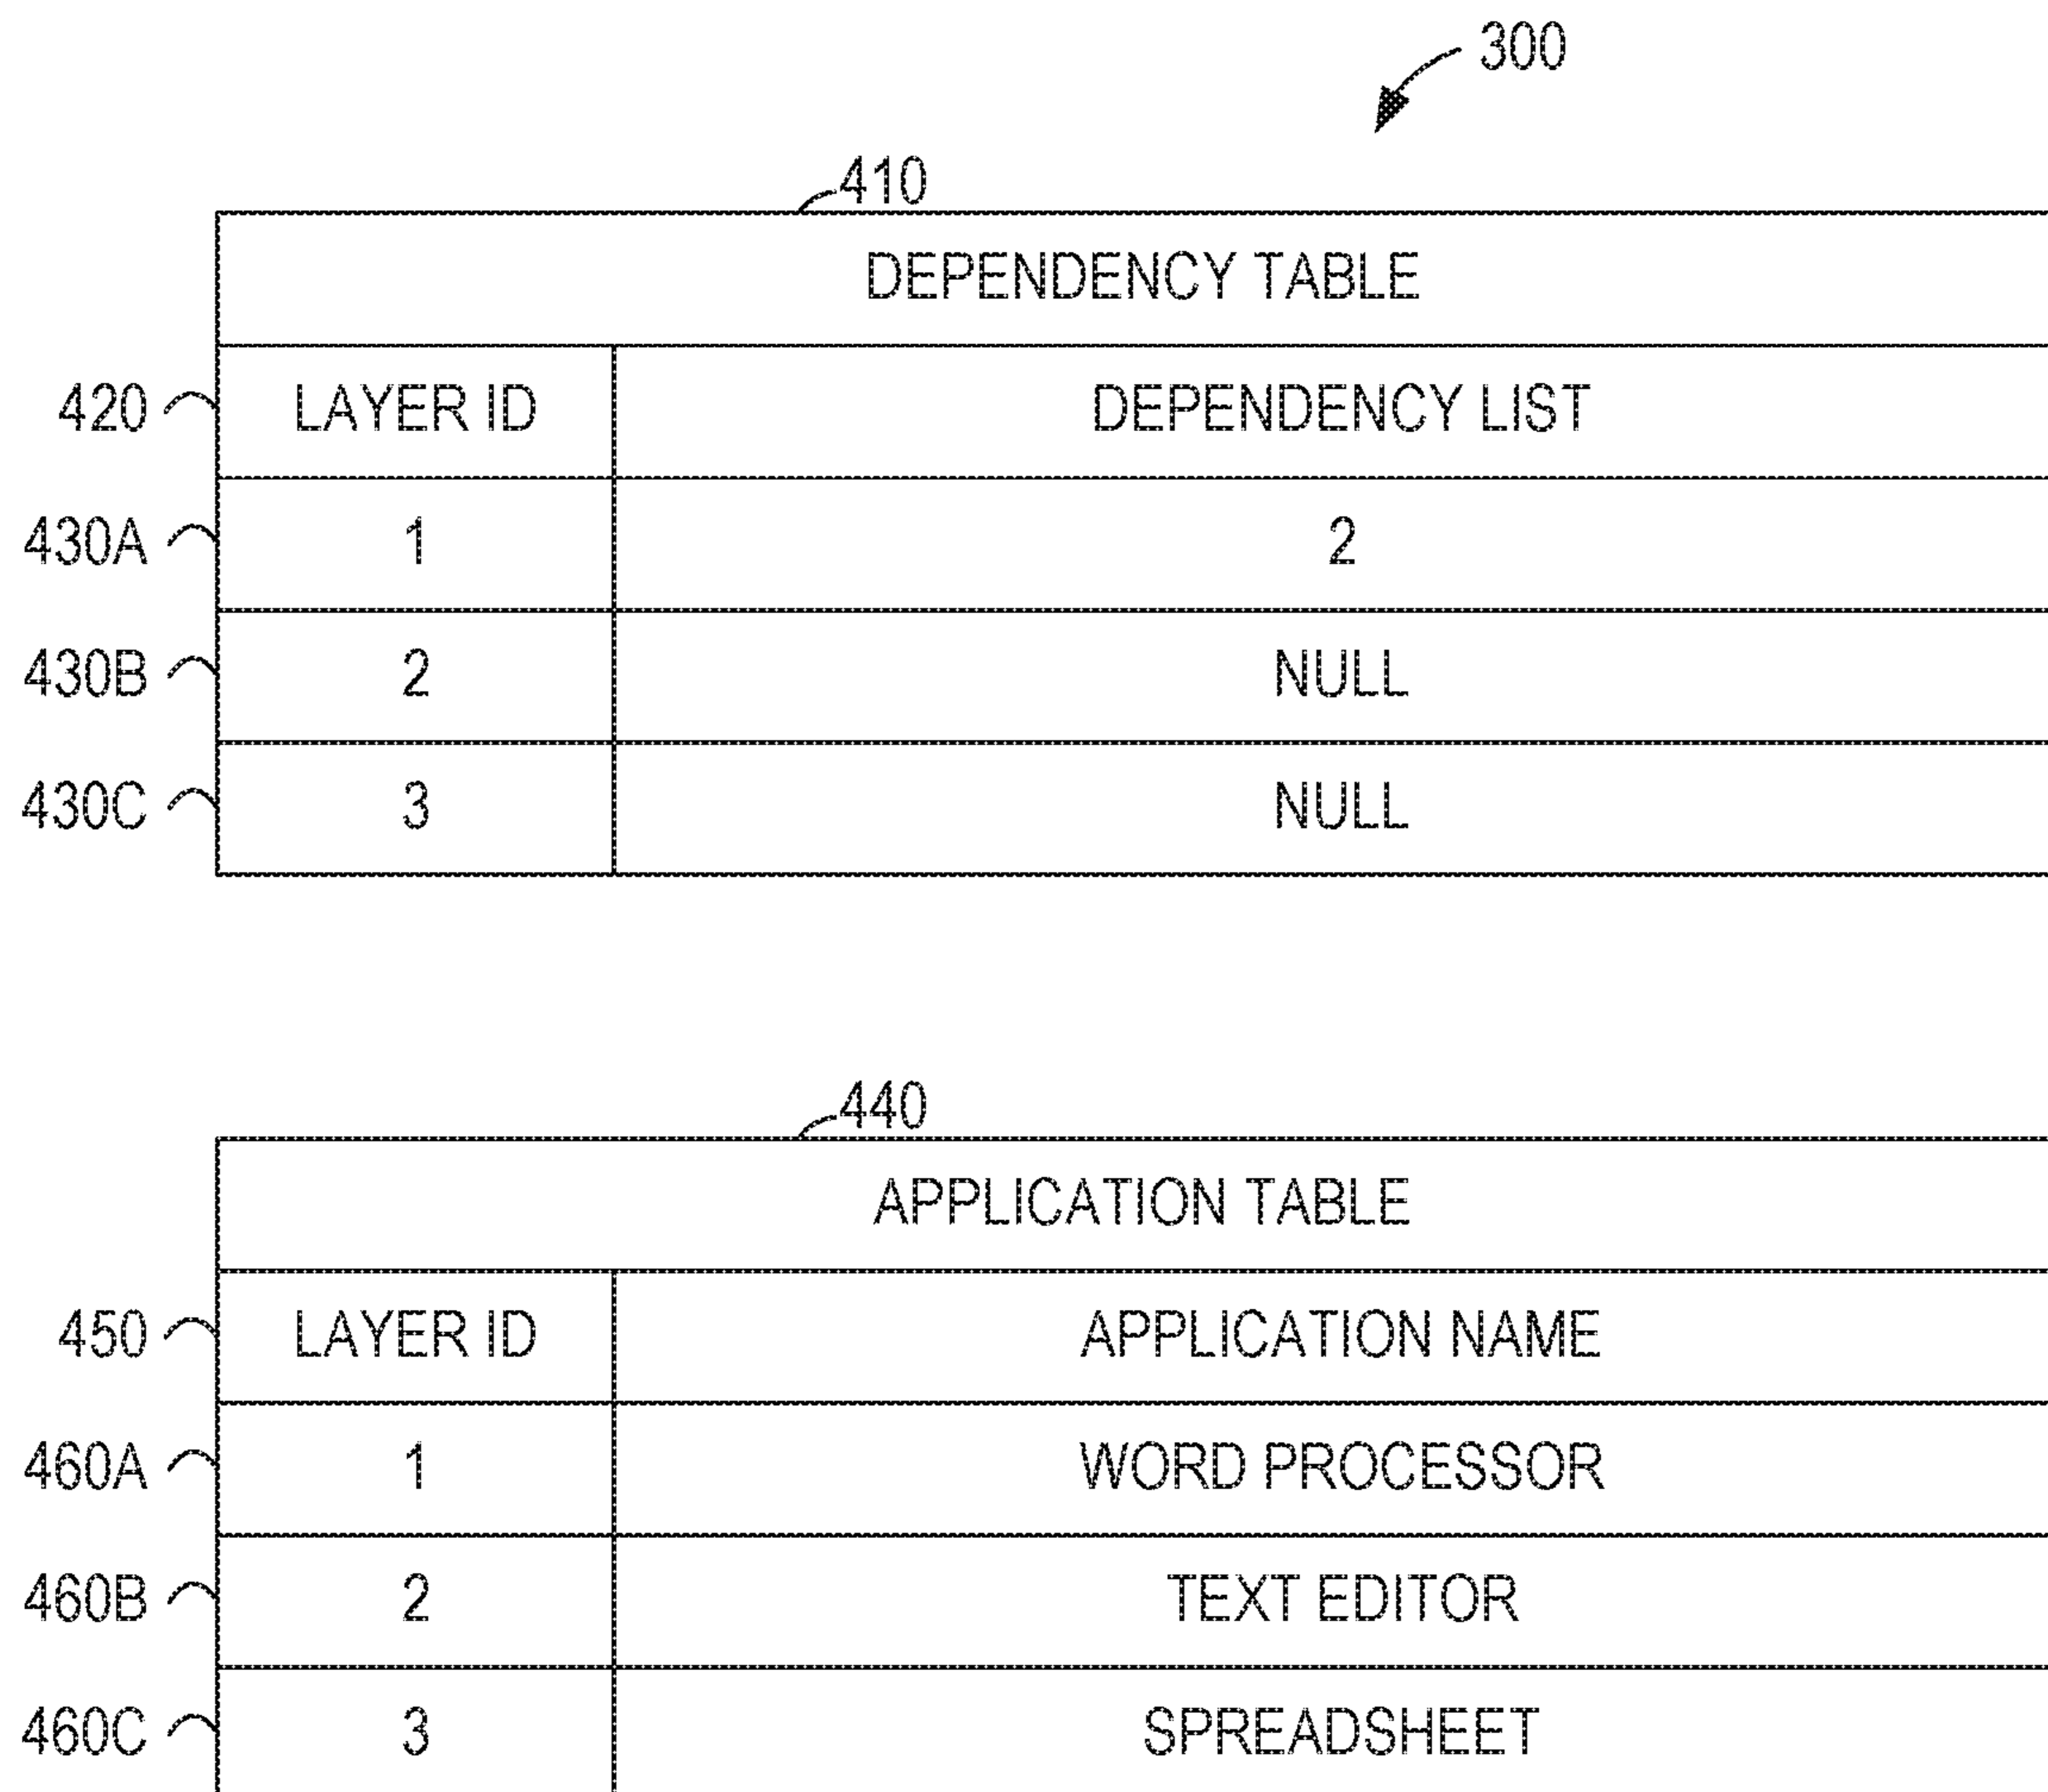 300
410
DEPENDENCY TABLE
420 LAYER ID DEPENDENCY LIST
430A 1 2
430B 2 NULL
430C 3 NULL
440
APPLICATION TABLE
450 LAYER ID APPLICATION NAME
460A 1 WORD PROCESSOR
460B 2 TEXT EDITOR
460C 3 SPREADSHEET